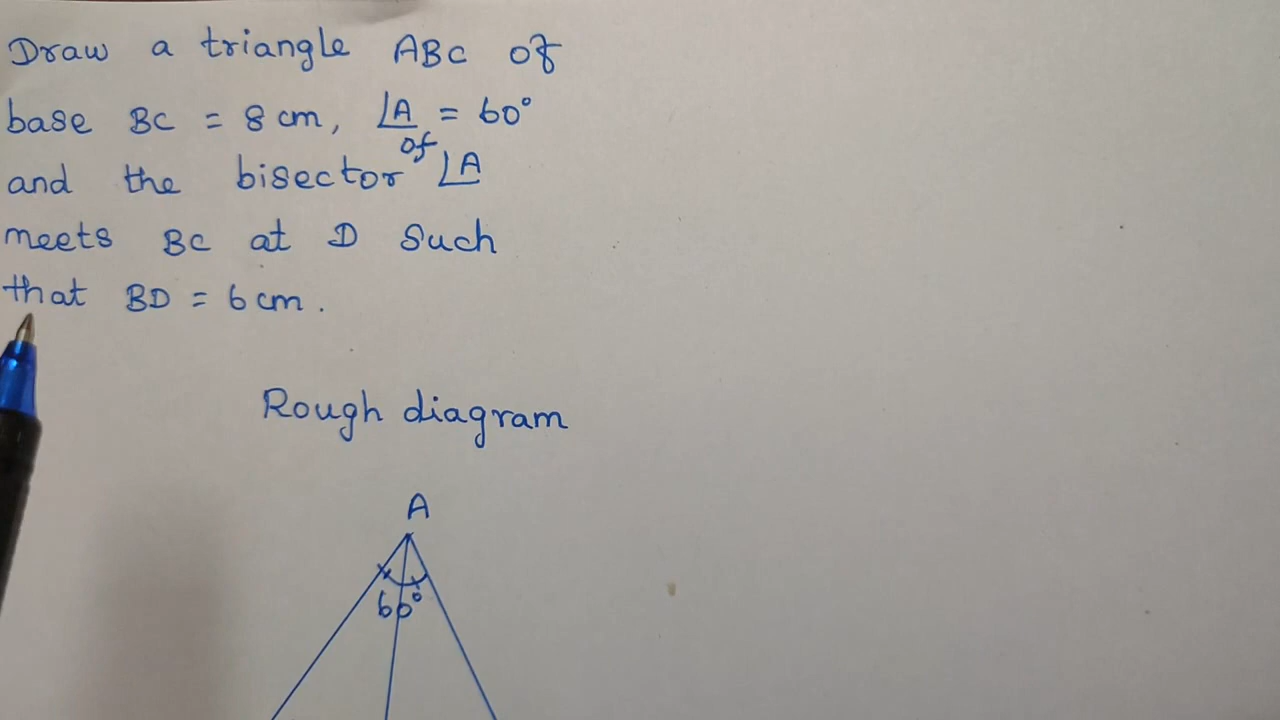 Draw a triangle ABC of
base BC = 8 cm, ∠A = 60°
and the bisector of ∠A
meets BC at D Such
that BD = 6 cm.
Rough diagram
A
60°